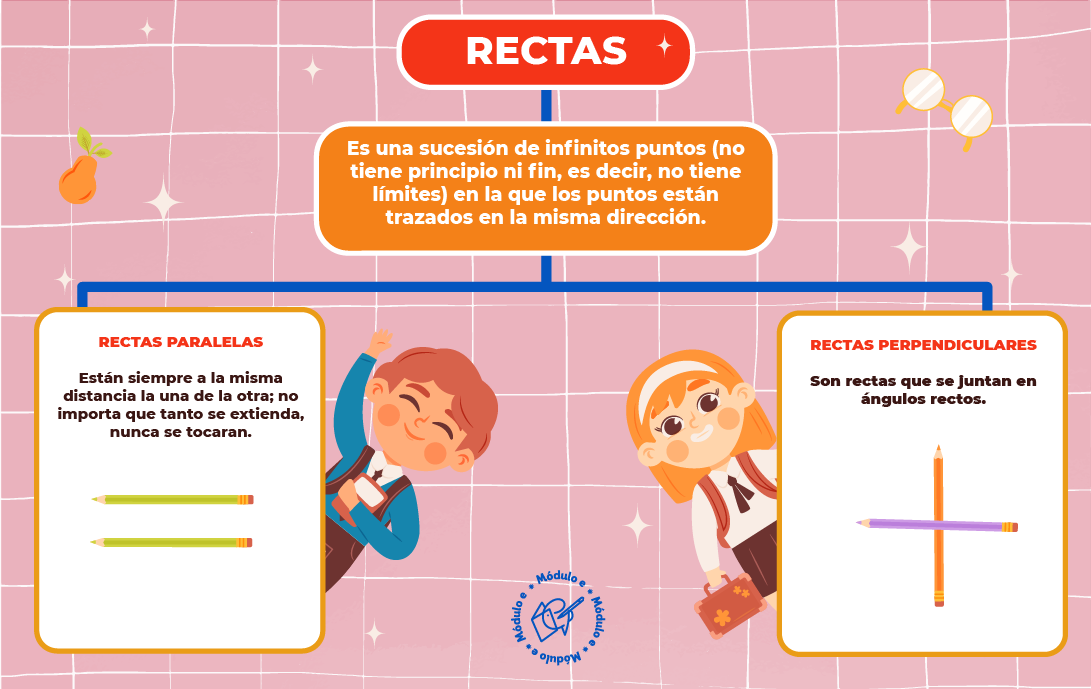 RECTAS
Es una sucesión de infinitos puntos (no
tiene principio ni fin, es decir, no tiene
límites) en la que los puntos están
trazados en la misma dirección.
RECTAS PARALELAS
Están siempre a la misma
distancia la una de la otra; no
importa que tanto se extienda,
nunca se tocaran.
RECTAS PERPENDICULARES
Son rectas que se juntan en
ángulos rectos.
Módulo e * Módulo e * Módulo e * Módulo e *